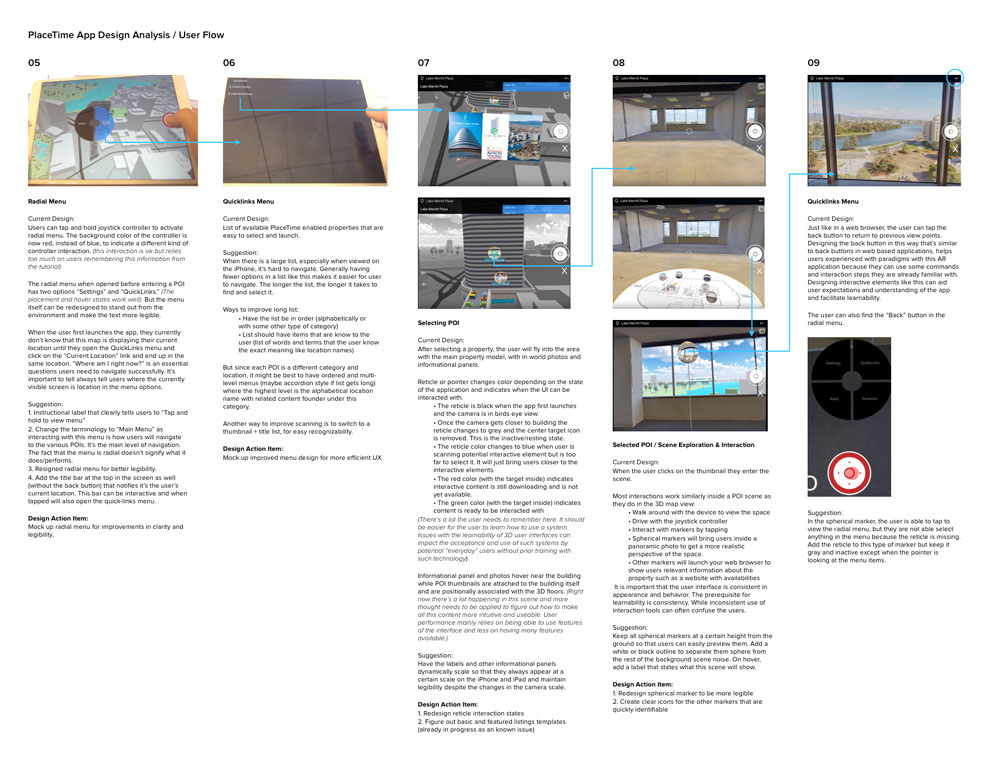 PlaceTime App Design Analysis / User Flow
05
Radial Menu
Current Design:
Users can tap and hold joystick controller to activate
radial menu. The background color of the controller is
now red, instead of blue, to indicate a different kind of
controller interaction. (this interaction is ok but relies
too much on users remembering this information from
the tutorial)
The radial menu when opened before entering a POI
has two options “Settings” and “QuickLinks.” (The
placement and hover states work well) But the menu
itself can be redesigned to stand out from the
environment and make the text more legible.
When the user first launches the app, they currently
don’t know that this map is displaying their current
location until they open the QuickLinks menu and
click on the “Current Location” link and end up in the
same location. “Where am I right now?” is an essential
questions users need to navigate successfully. It’s
important to tell always tell users where the currently
visible screen is location in the menu options.
Suggestion:
1. Instructional label that clearly tells users to “Tap and
hold to view menu”
2. Change the terminology to “Main Menu” as
interacting with this menu is how users will navigate
to the various POIs. It’s the main level of navigation.
The fact that the menu is radial doesn’t signify what it
does/performs.
3. Resigned radial menu for better legibility.
4. Add the title bar at the top in the screen as well
(without the back button) that notifies it’s the user’s
current location. This bar can be interactive and when
tapped will also open the quick-links menu.
Design Action Item:
Mock up radial menu for improvements in clarity and
legibility.
06
Quicklinks Menu
Current Design:
List of available PlaceTime enabled properties that are
easy to select and launch.
Suggestion:
When there is a large list, especially when viewed on
the iPhone, it’s hard to navigate. Generally having
fewer options in a list like this makes it easier for user
to navigate. The longer the list, the longer it takes to
find and select it.
Ways to improve long list:
• Have the list be in order (alphabetically or
with some other type of category)
• List should have items that are know to the
user (list of words and terms that the user know
the exact meaning like location names)
But since each POI is a different category and
location, it might be best to have ordered and multi-
level menus (maybe accordion style if list gets long)
where the highest level is the alphabetical location
name with related content founder under this
category.
Another way to improve scanning is to switch to a
thumbnail + title list, for easy recognizability.
Design Action Item:
Mock up improved menu design for more efficient UX
07
Lake Merritt Plaza
Lake Merritt Plaza
X
Lake Merritt Plaza
Lake Merritt Plaza
X
Selecting POI
Current Design:
After selecting a property, the user will fly into the area
with the main property model, with in world photos and
informational panels.
Reticle or pointer changes color depending on the state
of the application and indicates when the UI can be
interacted with.
• The reticle is black when the app first launches
and the camera is in birds eye view.
• Once the camera gets closer to building the
reticle changes to grey and the center target icon
is removed. This is the inactive/resting state.
• The reticle color changes to blue when user is
scanning potential interactive element but is too
far to select it. It will just bring users closer to the
interactive elements.
• The red color (with the target inside) indicates
interactive content is still downloading and is not
yet available.
• The green color (with the target inside) indicates
content is ready to be interacted with
(There’s a lot the user needs to remember here. It should
be easier for the user to learn how to use a system
Issues with the learnability of 3D user interfaces can
impact the acceptance and use of such systems by
potential “everyday” users without prior training with
such technology)
Informational panel and photos hover near the building
while POI thumbnails are attached to the building itself
and are positionally associated with the 3D floors. (Right
now there’s a lot happening in this scene and more
thought needs to be applied to figure out how to make
all this content more intuitive and useable. User
performance mainly relies on being able to use features
of the interface and less on having many features
available.)
Suggestion:
Have the labels and other informational panels
dynamically scale so that they always appear at a
certain scale on the iPhone and iPad and maintain
legibility despite the changes in the camera scale.
Design Action Item:
1. Redesign reticle interaction states
2. Figure out basic and featured listings templates
(already in progress as an known issue)
08
Lake Merritt Plaza
X
Lake Merritt Plaza
X
Lake Merritt Plaza
X
Selected POI / Scene Exploration & Interaction
Current Design:
When the user clicks on the thumbnail they enter the
scene.
Most interactions work similarly inside a POI scene as
they do in the 3D map view:
• Walk around with the device to view the space
• Drive with the joystick controller
• Interact with markers by tapping
• Spherical markers will bring users inside a
panoramic photo to get a more realistic
perspective of the space.
• Other markers will launch your web browser to
show users relevant information about the
property such as a website with availabilities
It is important that the user interface is consistent in
appearance and behavior. The prerequisite for
learnability is consistency. While inconsistent use of
interaction tools can often confuse the users.
Suggestion:
Keep all spherical markers at a certain height from the
ground so that users can easily preview them. Add a
white or black outline to separate them sphere from
the rest of the background scene noise. On hover,
add a label that states what this scene will show.
Design Action Item:
1. Redesign spherical marker to be more legible
2. Create clear icons for the other markers that are
quickly identifiable
09
Lake Merritt Plaza
X
Quicklinks Menu
Current Design:
Just like in a web browser, the user can tap the
back button to return to previous view points.
Designing the back button in this way that’s similar
to back buttons in web based applications, helps
users experienced with paradigms with this AR
application because they can use some commands
and interaction steps they are already familiar with.
Designing interactive elements like this can aid
user expectations and understanding of the app
and facilitate learnability.
The user can also find the “Back” button in the
radial menu.
Settings
QuickLinks
Back
Recenter
Suggestion:
In the spherical marker, the user is able to tap to
view the radial menu, but they are not able select
anything in the menu because the reticle is missing.
Add the reticle to this type of marker but keep it
gray and inactive except when the pointer is
looking at the menu items.